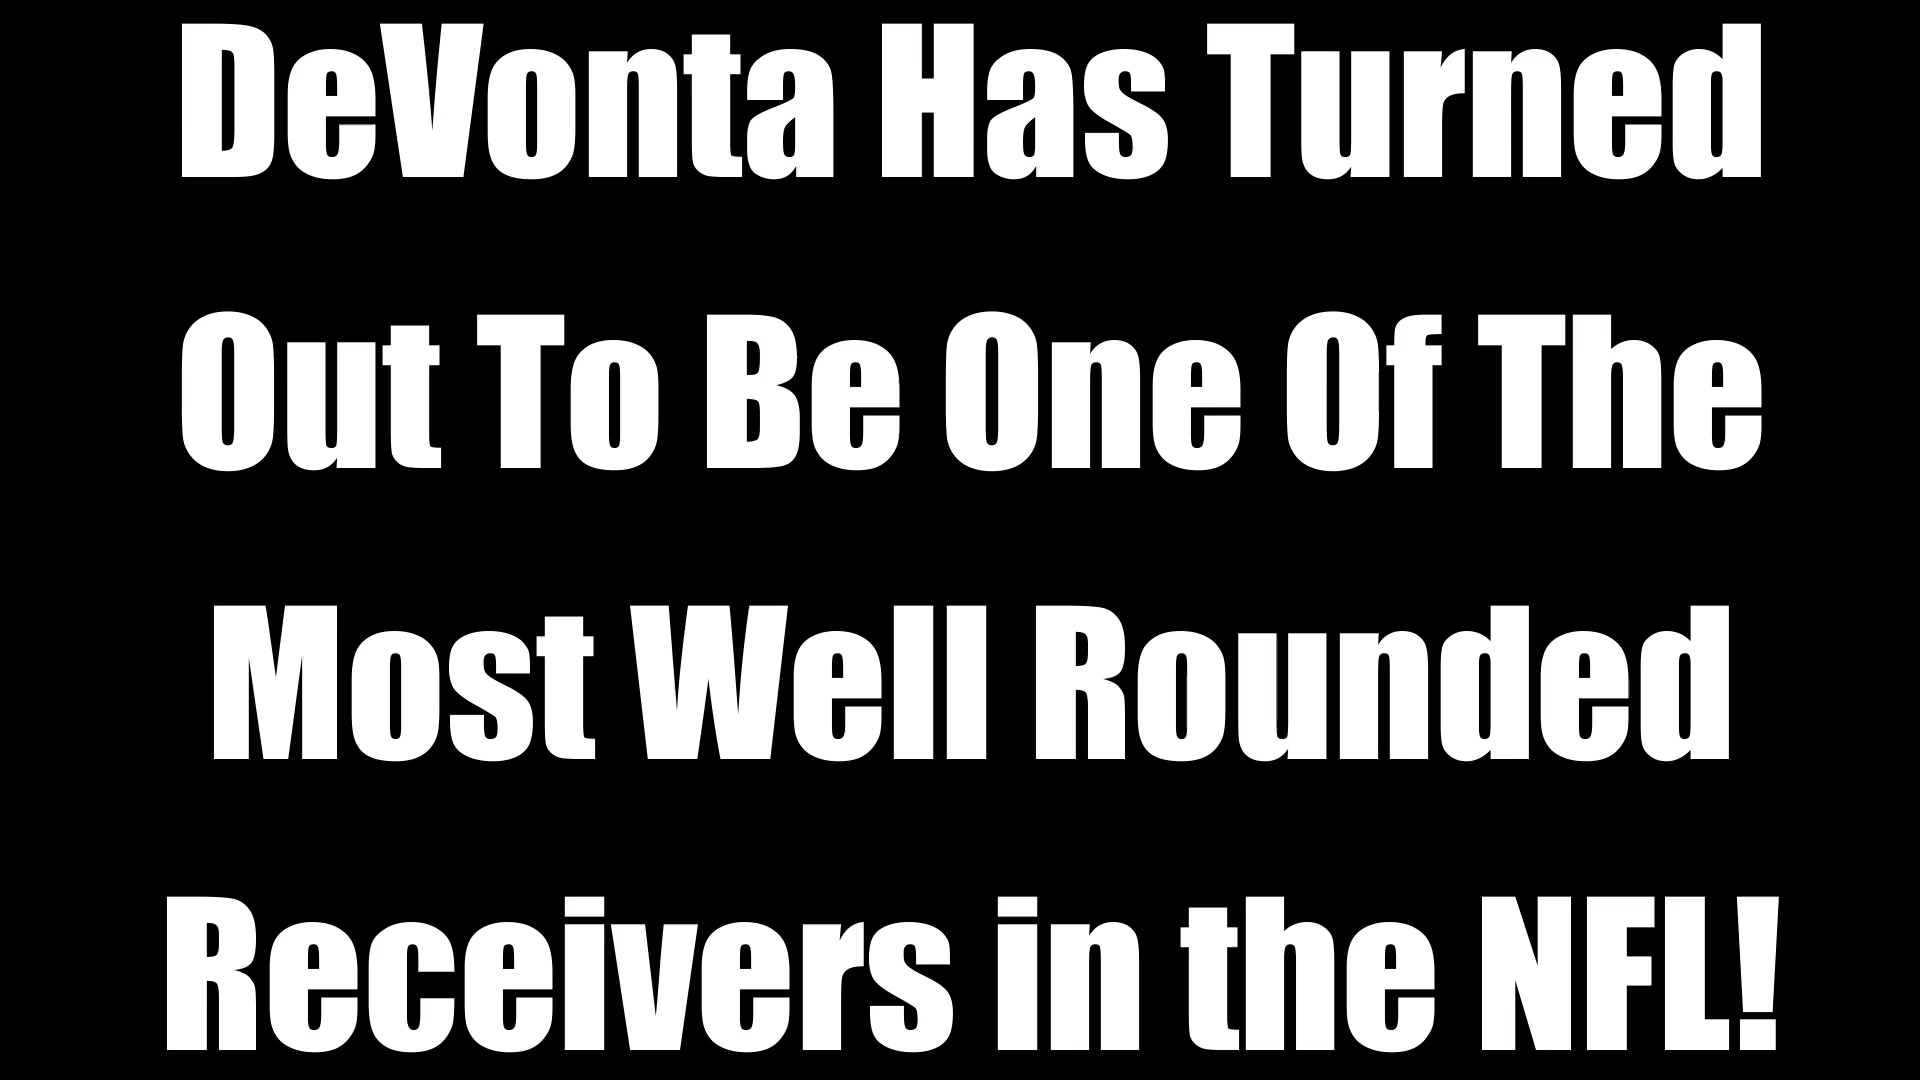 DeVonta Has Turned
Out To Be One Of The
Most Well Rounded
Receivers in the NFL!